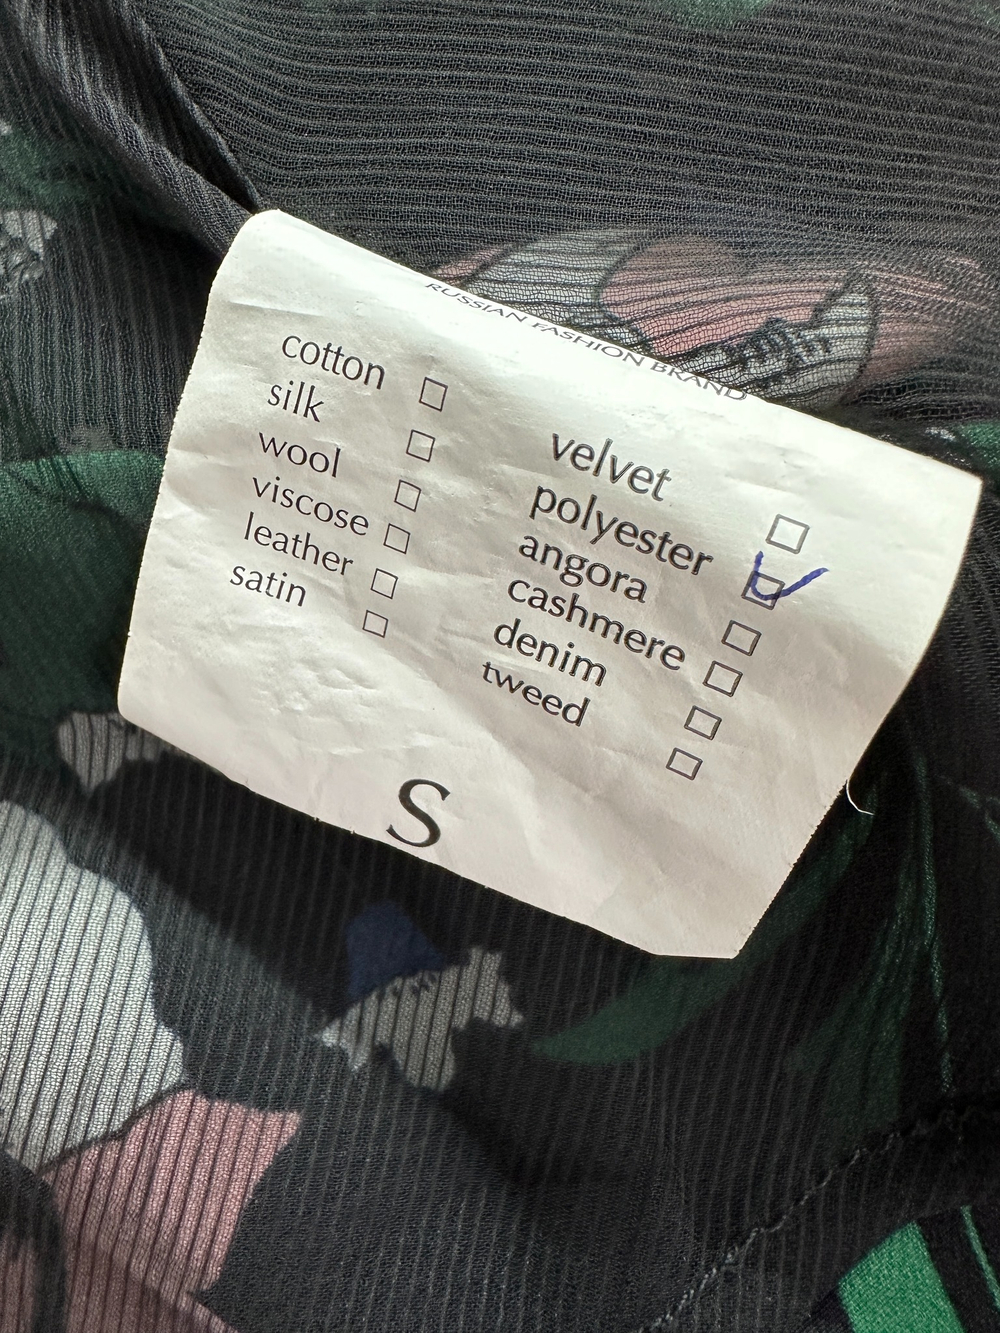 RUSSIAN FASHION BRAND
cotton ☐
silk ☐
wool ☐
viscose ☐
leather ☐
satin ☐
velvet ☐
polyester ☑
angora ☐
cashmere ☐
denim ☐
tweed ☐
S